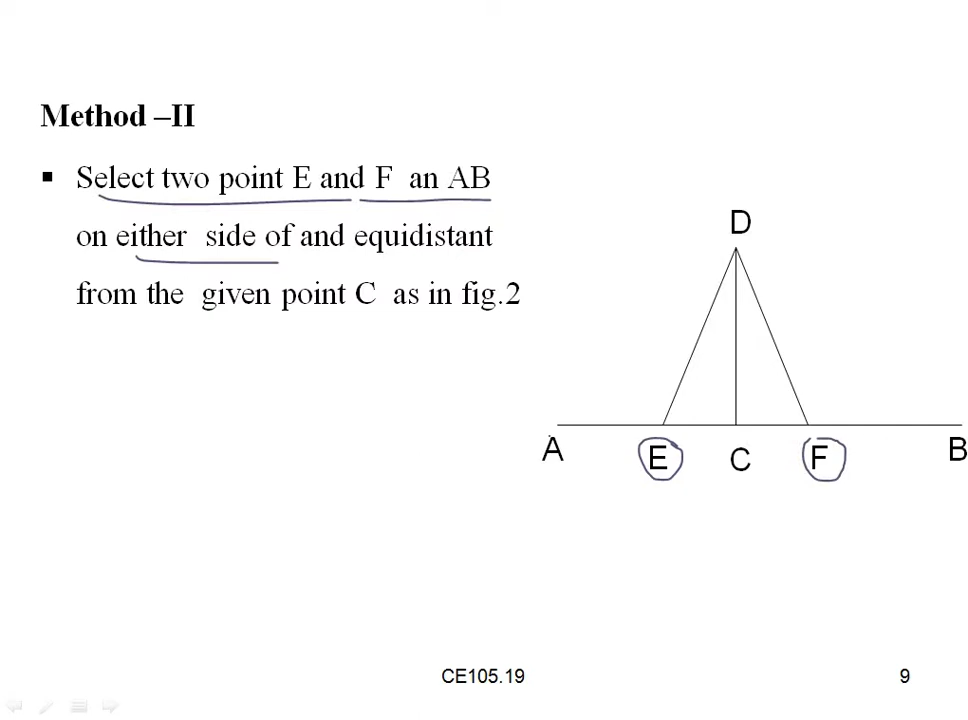 Method –II
▪ Select two point E and F an AB
on either side of and equidistant
from the given point C as in fig.2
D
A E C F B
CE105.19 9